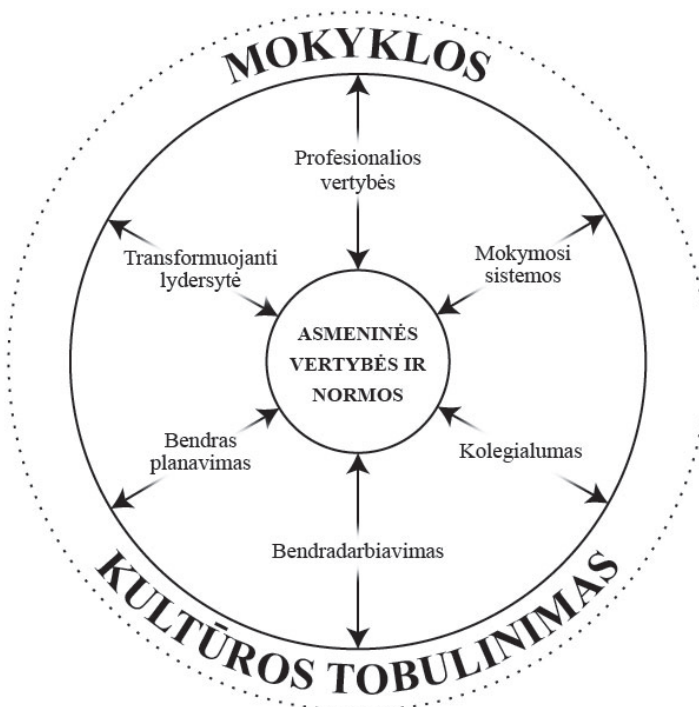 MOKYKLOS
Profesionalios
vertybės
Transformuojanti
lydersytė
Mokymosi
sistemos
ASMENINĖS
VERTYBĖS IR
NORMOS
Bendras
planavimas
Kolegialumas
Bendradarbiavimas
KULTŪROS TOBULINIMAS